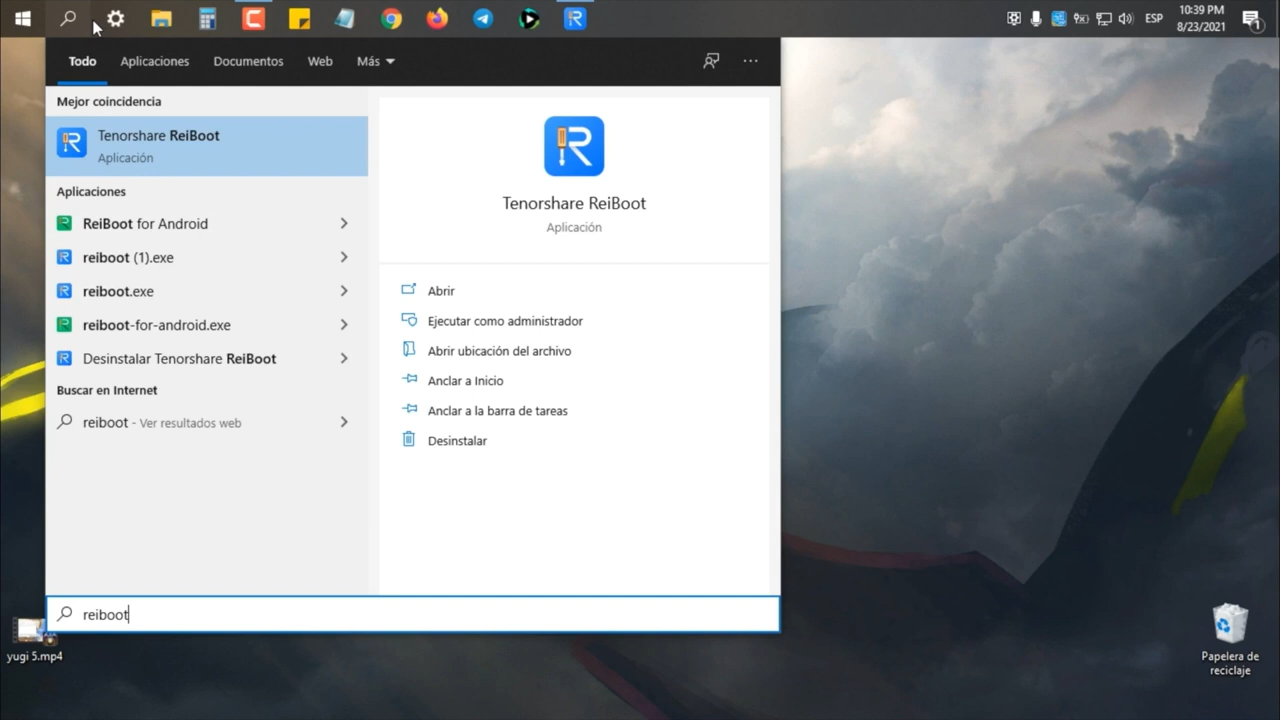 ESP
10:39 PM
8/23/2021
1
Todo
Aplicaciones
Documentos
Web
Más
Mejor coincidencia
Tenorshare ReiBoot
Aplicación
Aplicaciones
ReiBoot for Android
reiboot (1).exe
reiboot.exe
reiboot-for-android.exe
Desinstalar Tenorshare ReiBoot
Buscar en Internet
reiboot - Ver resultados web
Tenorshare ReiBoot
Aplicación
Abrir
Ejecutar como administrador
Abrir ubicación del archivo
Anclar a Inicio
Anclar a la barra de tareas
Desinstalar
reiboot
yugi 5.mp4
Papelera de
reciclaje